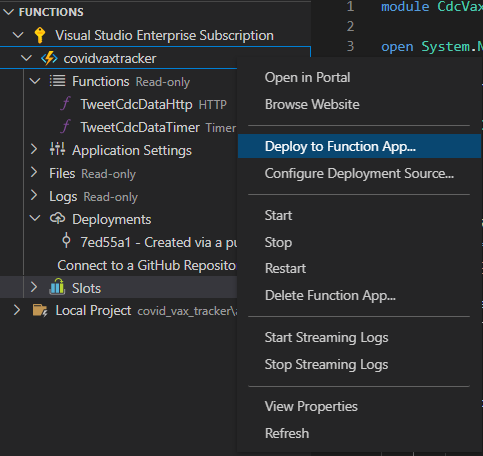 FUNCTIONS
Visual Studio Enterprise Subscription
covidvaxtracker
Functions Read-only
TweetCdcDataHttp HTTP
TweetCdcDataTimer Timer
Application Settings
Files Read-only
Logs Read-only
Deployments
7ed55a1 - Created via a pu
Connect to a GitHub Reposito
Slots
Local Project covid_vax_tracker\a
Open in Portal
Browse Website
Deploy to Function App...
Configure Deployment Source...
Start
Stop
Restart
Delete Function App...
Start Streaming Logs
Stop Streaming Logs
View Properties
Refresh
1 module CdcVax
2
3 open System.N